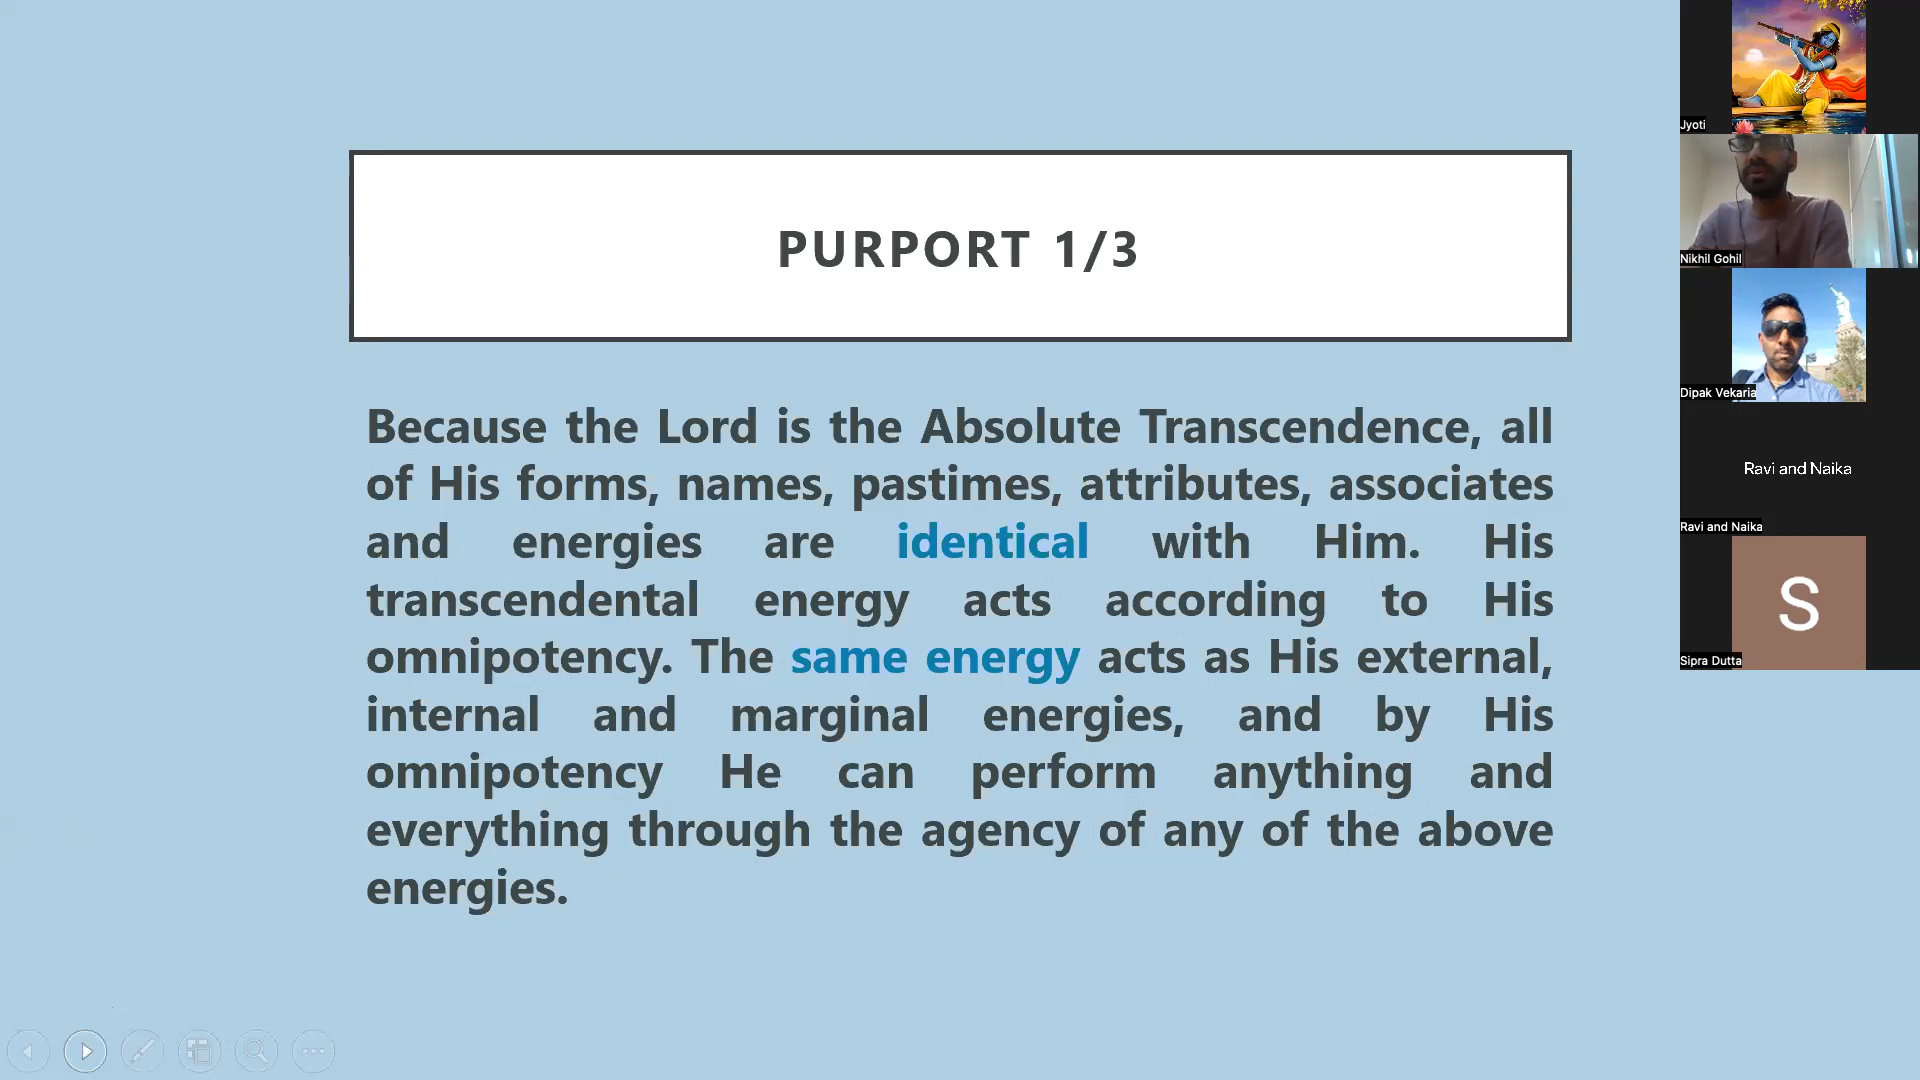 PURPORT 1/3
Because the Lord is the Absolute Transcendence, all
of His forms, names, pastimes, attributes, associates
and energies are identical with Him. His
transcendental energy acts according to His
omnipotency. The same energy acts as His external,
internal and marginal energies, and by His
omnipotency He can perform anything and
everything through the agency of any of the above
energies.
Jyoti
Nikhil Gohil
Dipak Vekaria
Ravi and Naika
Ravi and Naika
S
Sipra Dutta